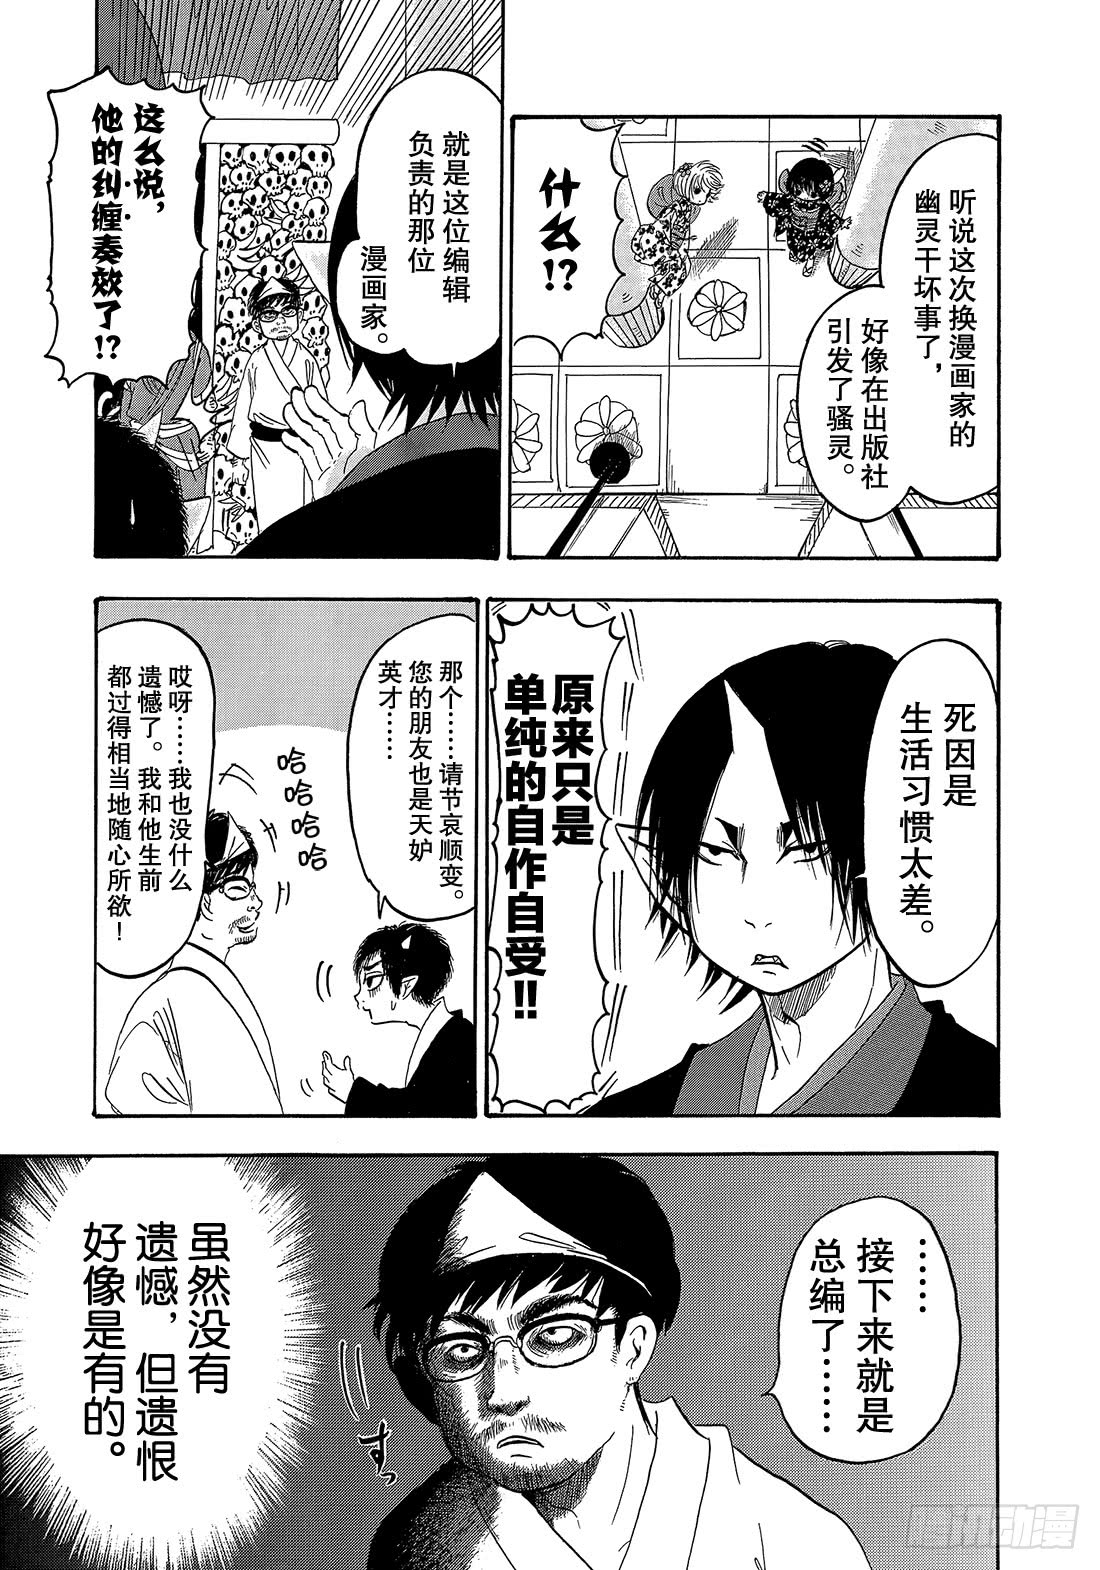 听说这次换漫画家的
幽灵干坏事了，
好像在出版社
引发了骚灵。
什么!?
就是这位编辑
负责的那位
漫画家。
这么说，
他的纠缠奏效了!?
死因是
生活习惯太
差。
原来只是
单纯的自作自受!!
那个……请节哀顺变。
您的朋友也是天妒
英才……
哈哈哈哈
哎呀……我也没什么
遗憾了。我和他生前
都过得相当地随心所欲！
……
接下来就是
总编了……
すっ
虽然没有
遗憾，但遗恨
好像是有的。